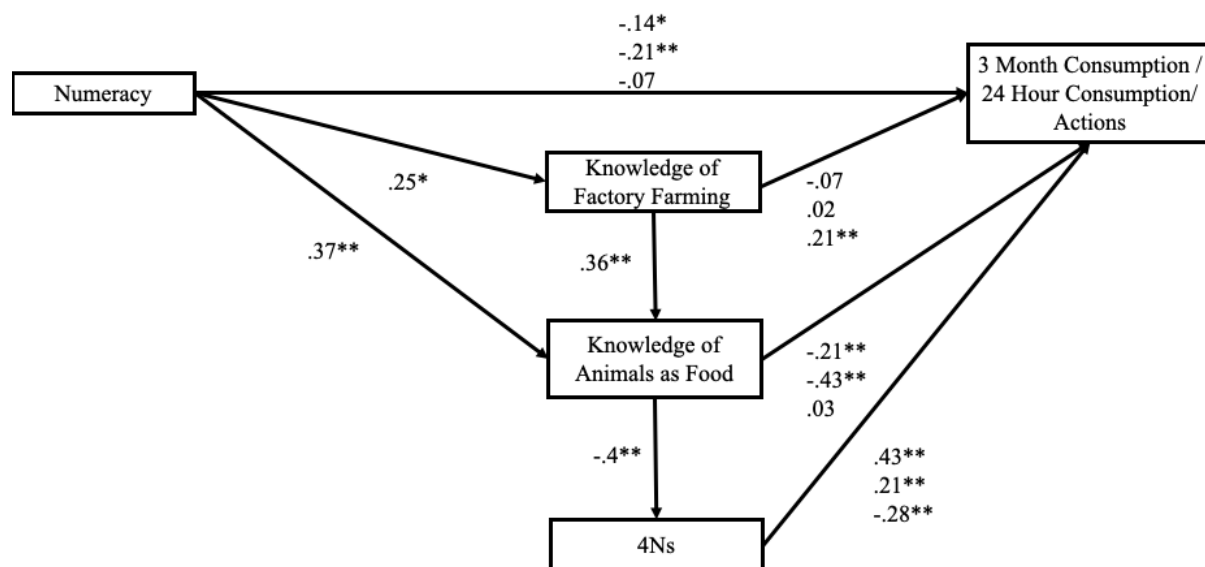 -.14*
-.21**
-.07
Numeracy
3 Month Consumption /
24 Hour Consumption/
Actions
.25*
Knowledge of
Factory Farming
-.07
.02
.21**
.37**
.36**
Knowledge of
Animals as Food
-.21**
-.43**
.03
-.4**
.43**
.21**
-.28**
4Ns